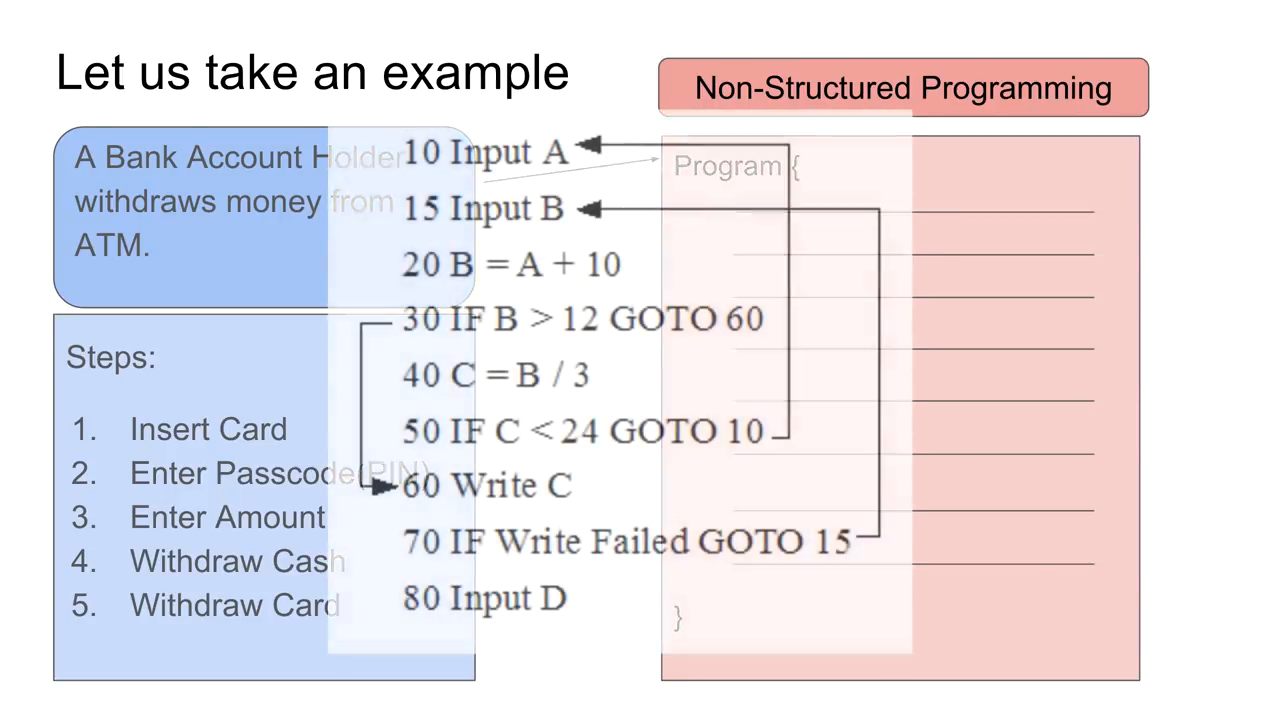 Let us take an example
Non-Structured Programming
A Bank Account Holder
withdraws money from
ATM.
Steps:
1. Insert Card
2. Enter Passcode(PIN)
3. Enter Amount
4. Withdraw Cash
5. Withdraw Card
10 Input A
15 Input B
20 B = A + 10
30 IF B > 12 GOTO 60
40 C = B / 3
50 IF C < 24 GOTO 10
60 Write C
70 IF Write Failed GOTO 15
80 Input D
Program {
}